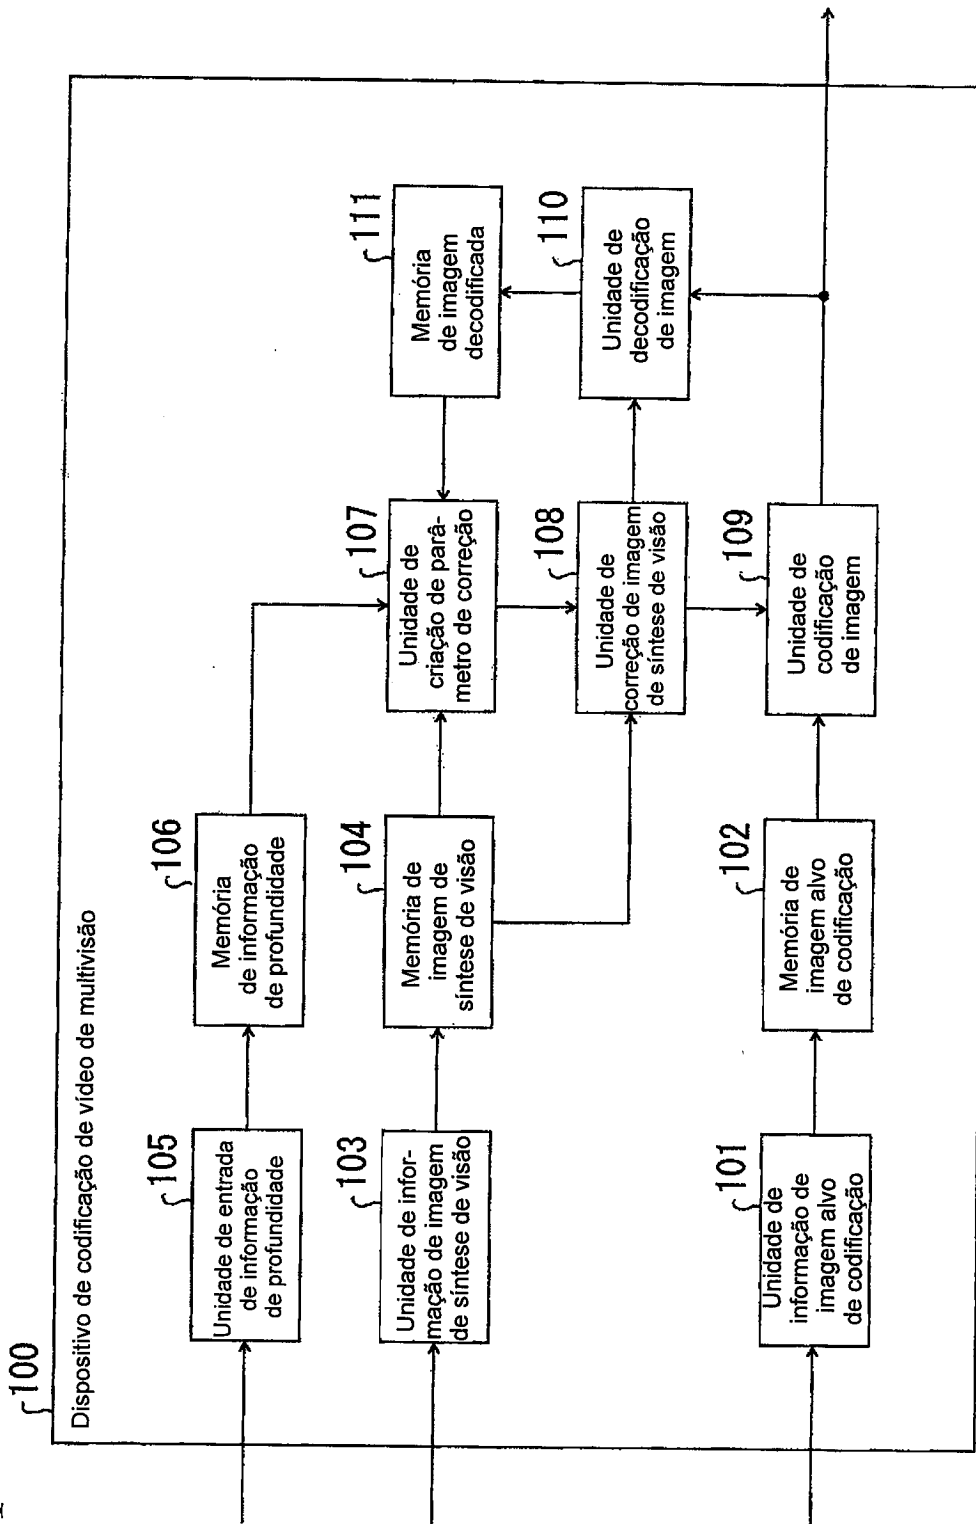 100
Dispositivo de codificação de vídeo de multivisão
105
Unidade de entrada
de informação
de profundidade
106
Memória
de informação
de profundidade
103
Unidade de infor-
mação de imagem
de síntese de visão
104
Memória de
imagem de
síntese de visão
107
Unidade de
criação de parâ-
metro de correção
111
Memória
de imagem
decodificada
108
Unidade de
correção de imagem
de síntese de visão
110
Unidade de
decodificação
de imagem
101
Unidade de
informação de
imagem alvo
de codificação
102
Memória de
imagem alvo
de codificação
109
Unidade de
codificação
de imagem